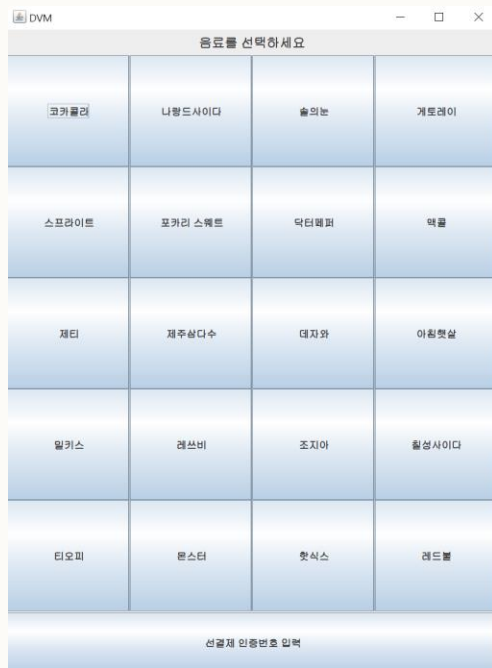 DVM
음료를 선택하세요
코카콜라 나랑드사이다 솔의눈 게토레이
스프라이트 포카리 스웨트 닥터페퍼 맥콜
제티 제주삼다수 데자와 아침햇살
밀키스 레쓰비 조지아 칠성사이다
티오피 몬스터 핫식스 레드불
선결제 인증번호 입력